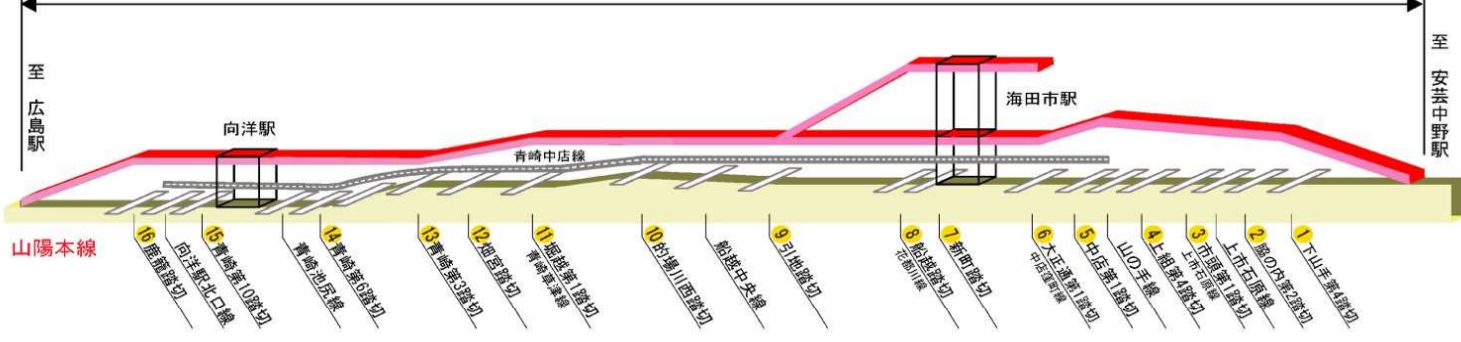 至 広島駅
向洋駅
青崎中店線
海田市駅
至 安芸中野駅
山陽本線
16 鹿籠踏切
向洋駅北口線
15 青崎第10踏切
青崎池尻線
14 青崎第6踏切
13 青崎第3踏切
12 畑宮踏切
11 堀越第1踏切
青崎草津線
10 的場川西踏切
船越中央線
9 引地踏切
8 船越踏切
花都川線
7 新町踏切
6 大正通第1踏切
中店窪町線
5 中店第1踏切
山の手線
4 上組第4踏切
3 市頭第1踏切
上市石原線
上市石原線
2 脇の内第2踏切
1 下山手第4踏切